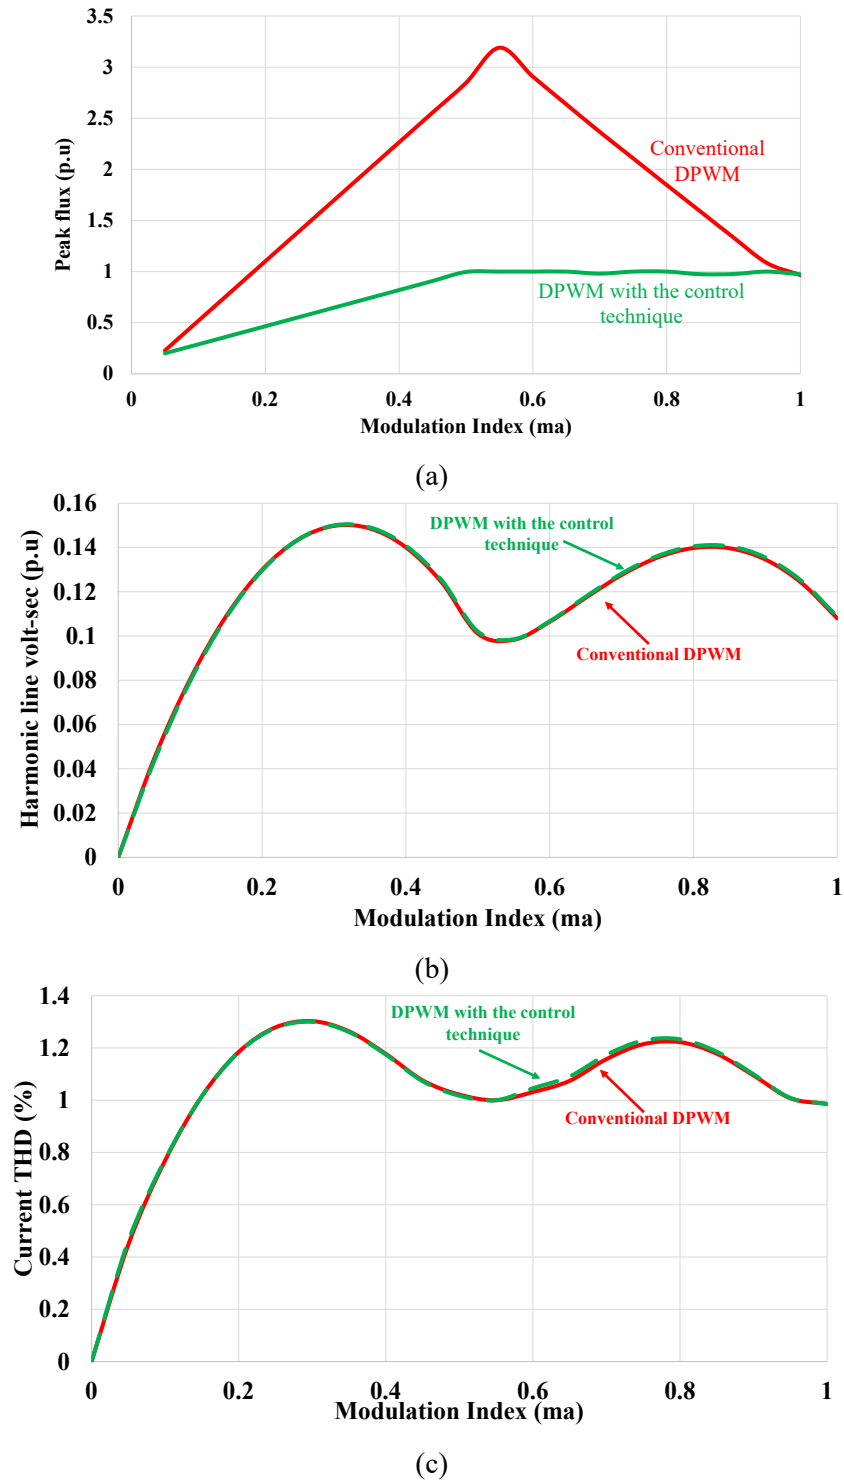 3.5
3
2.5
2
1.5
1
0.5
0
Peak flux (p.u)
Conventional
DPWM
DPWM with the control
technique
0
0.2
0.4
0.6
0.8
1
Modulation Index (ma)
(a)
0.16
0.14
0.12
0.1
0.08
0.06
0.04
0.02
0
Harmonic line volt-sec (p.u)
DPWM with the control
technique
Conventional DPWM
0
0.2
0.4
0.6
0.8
1
Modulation Index (ma)
(b)
1.4
1.2
1
0.8
0.6
0.4
0.2
0
Current THD (%)
DPWM with the control
technique
Conventional DPWM
0
0.2
0.4
0.6
0.8
1
Modulation Index (ma)
(c)